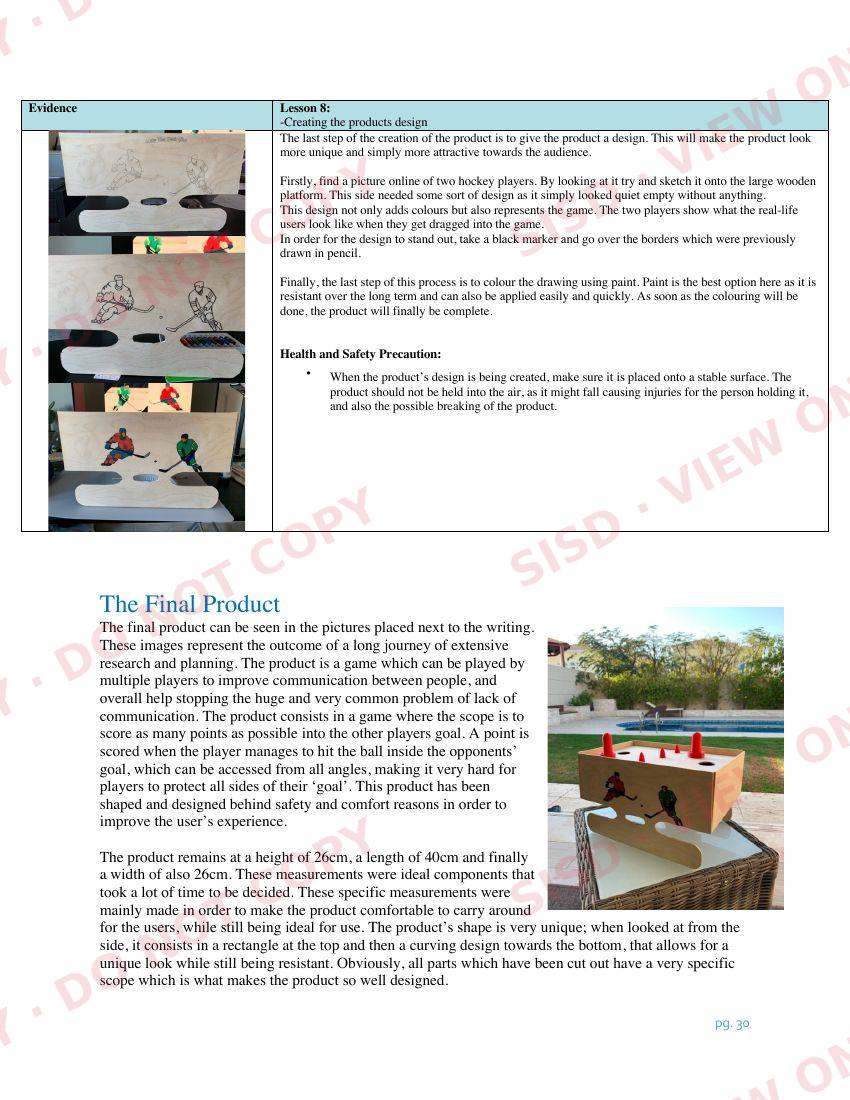 Evidence
Lesson 8:
-Creating the products design
The last step of the creation of the product is to give the product a design. This will make the product look
more unique and simply more attractive towards the audience.
Firstly, find a picture online of two hockey players. By looking at it try and sketch it onto the large wooden
platform. This side needed some sort of design as it simply looked quiet empty without anything.
This design not only adds colours but also represents the game. The two players show what the real-life
users look like when they get dragged into the game.
In order for the design to stand out, take a black marker and go over the borders which were previously
drawn in pencil.
Finally, the last step of this process is to colour the drawing using paint. Paint is the best option here as it is
resistant over the long term and can also be applied easily and quickly. As soon as the colouring will be
done, the product will finally be complete.
Health and Safety Precaution:
• When the product's design is being created, make sure it is placed onto a stable surface. The
product should not be held into the air, as it might fall causing injuries for the person holding it,
and also the possible breaking of the product.
The Final Product
The final product can be seen in the pictures placed next to the writing.
These images represent the outcome of a long journey of extensive
research and planning. The product is a game which can be played by
multiple players to improve communication between people, and
overall help stopping the huge and very common problem of lack of
communication. The product consists in a game where the scope is to
score as many points as possible into the other players goal. A point is
scored when the player manages to hit the ball inside the opponents'
goal, which can be accessed from all angles, making it very hard for
players to protect all sides of their 'goal'. This product has been
shaped and designed behind safety and comfort reasons in order to
improve the user's experience.
The product remains at a height of 26cm, a length of 40cm and finally
a width of also 26cm. These measurements were ideal components that
took a lot of time to be decided. These specific measurements were
mainly made in order to make the product comfortable to carry around
for the users, while still being ideal for use. The product's shape is very unique; when looked at from the
side, it consists in a rectangle at the top and then a curving design towards the bottom, that allows for a
unique look while still being resistant. Obviously, all parts which have been cut out have a very specific
scope which is what makes the product so well designed.
pg. 30
SISD · VIEW ON
Y · DO NOT COPY
SISD · VIEW ON
Y · DO NOT COPY
SISD · VIEW ON
Y · DO NOT COPY